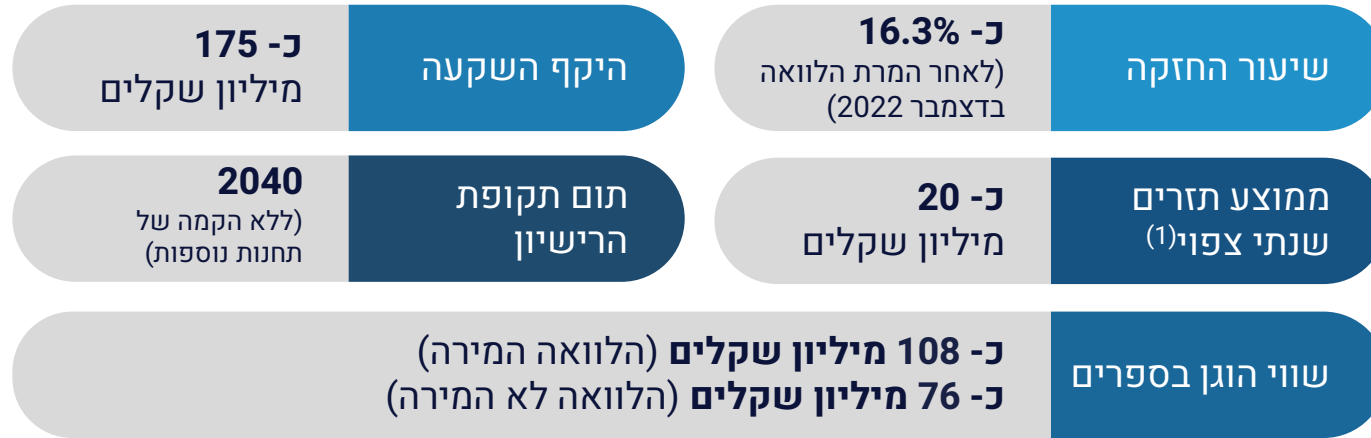 שיעור החזקה
כ- 16.3%
(לאחר המרת הלוואה
בדצמבר 2022)
היקף השקעה
כ- 175
מיליון שקלים
ממוצע תזרים
שנתי צפוי(1)
כ- 20
מיליון שקלים
תום תקופת
הרישיון
2040
(ללא הקמה של
תחנות נוספות)
שווי הוגן בספרים
כ- 108 מיליון שקלים (הלוואה המירה)
כ- 76 מיליון שקלים (הלוואה לא המירה)